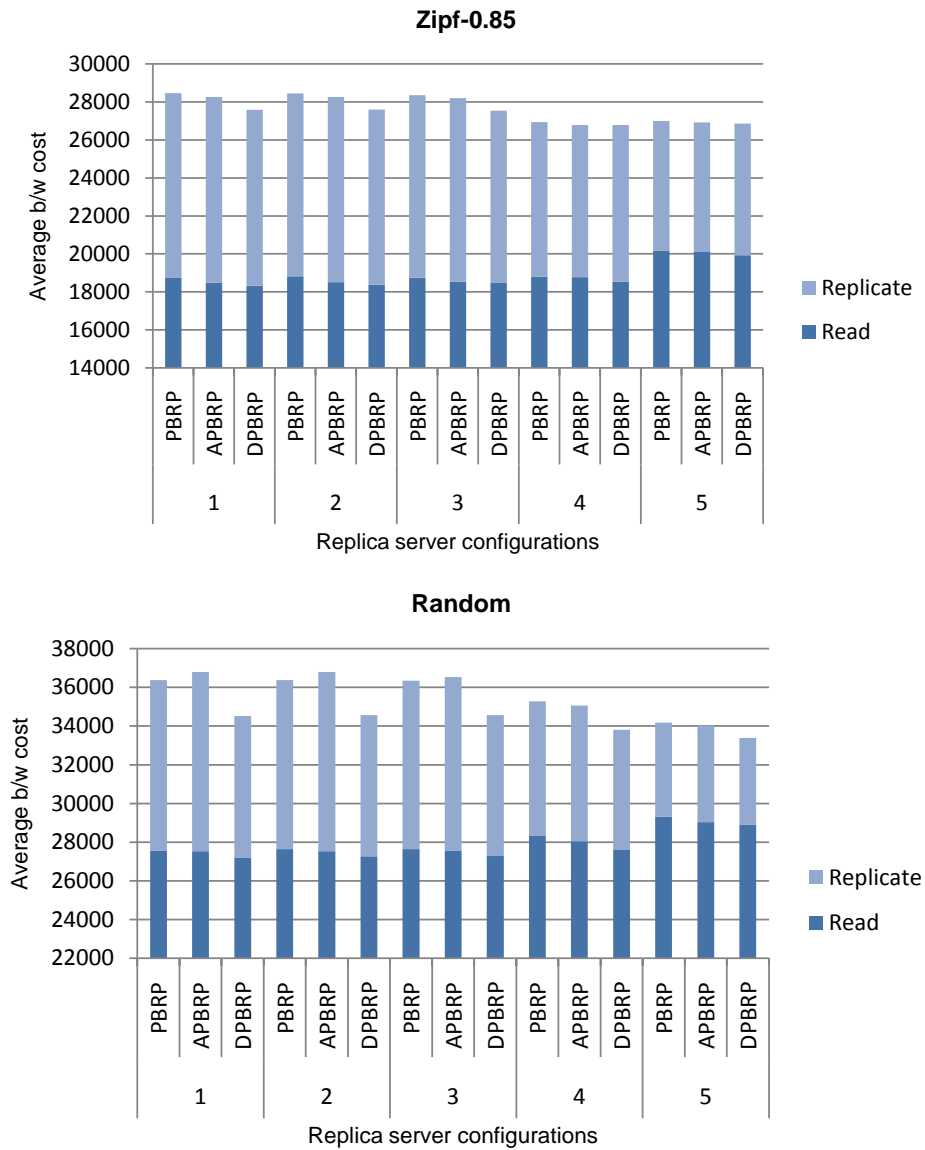 Zipf-0.85
30000
28000
26000
24000
22000
20000
18000
16000
14000
Average b/w cost
Replicate
Read
PBRP APBRP DPBRP PBRP APBRP DPBRP PBRP APBRP DPBRP PBRP APBRP DPBRP PBRP APBRP DPBRP
1 2 3 4 5
Replica server configurations
Random
38000
36000
34000
32000
30000
28000
26000
24000
22000
Average b/w cost
Replicate
Read
PBRP APBRP DPBRP PBRP APBRP DPBRP PBRP APBRP DPBRP PBRP APBRP DPBRP PBRP APBRP DPBRP
1 2 3 4 5
Replica server configurations